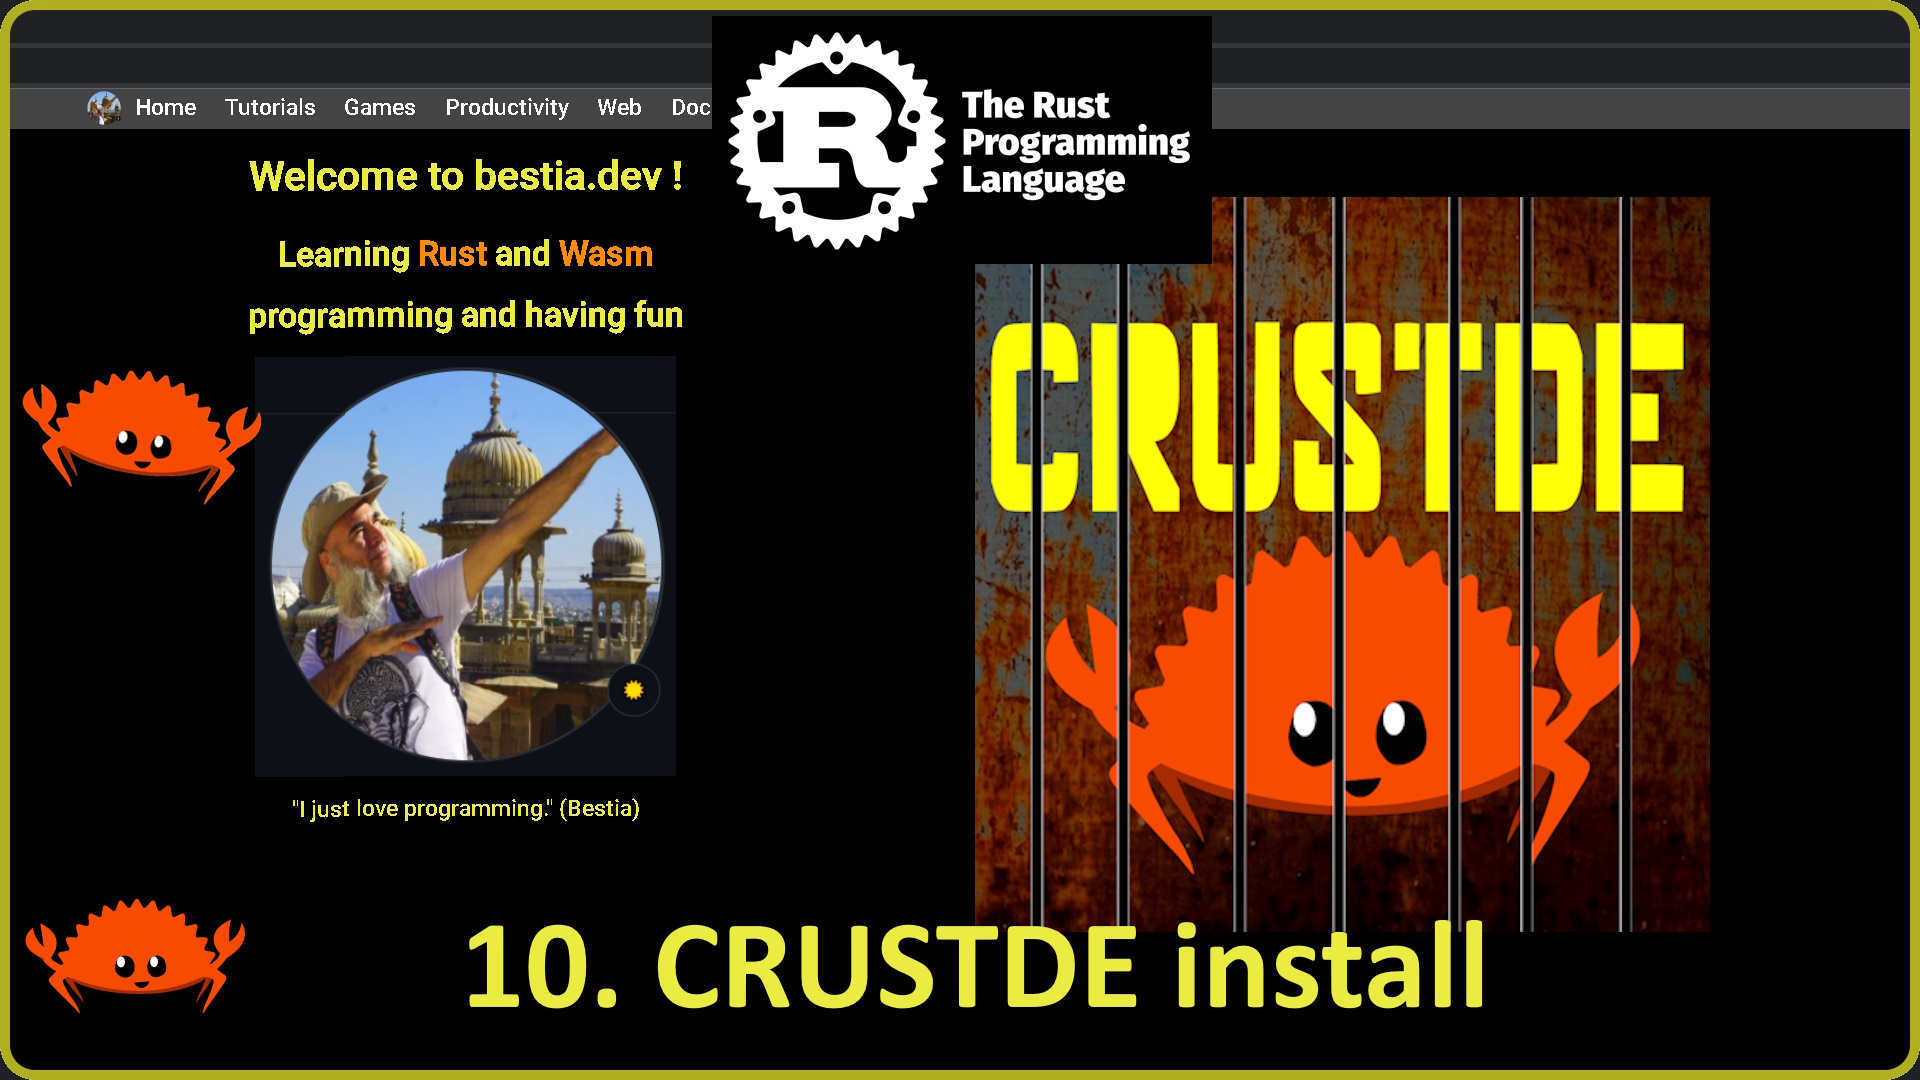 Home Tutorials Games Productivity Web Doc
R
The Rust
Programming
Language
Welcome to bestia.dev !
Learning Rust and Wasm
programming and having fun
"I just love programming." (Bestia)
CRUSTDE
10. CRUSTDE install